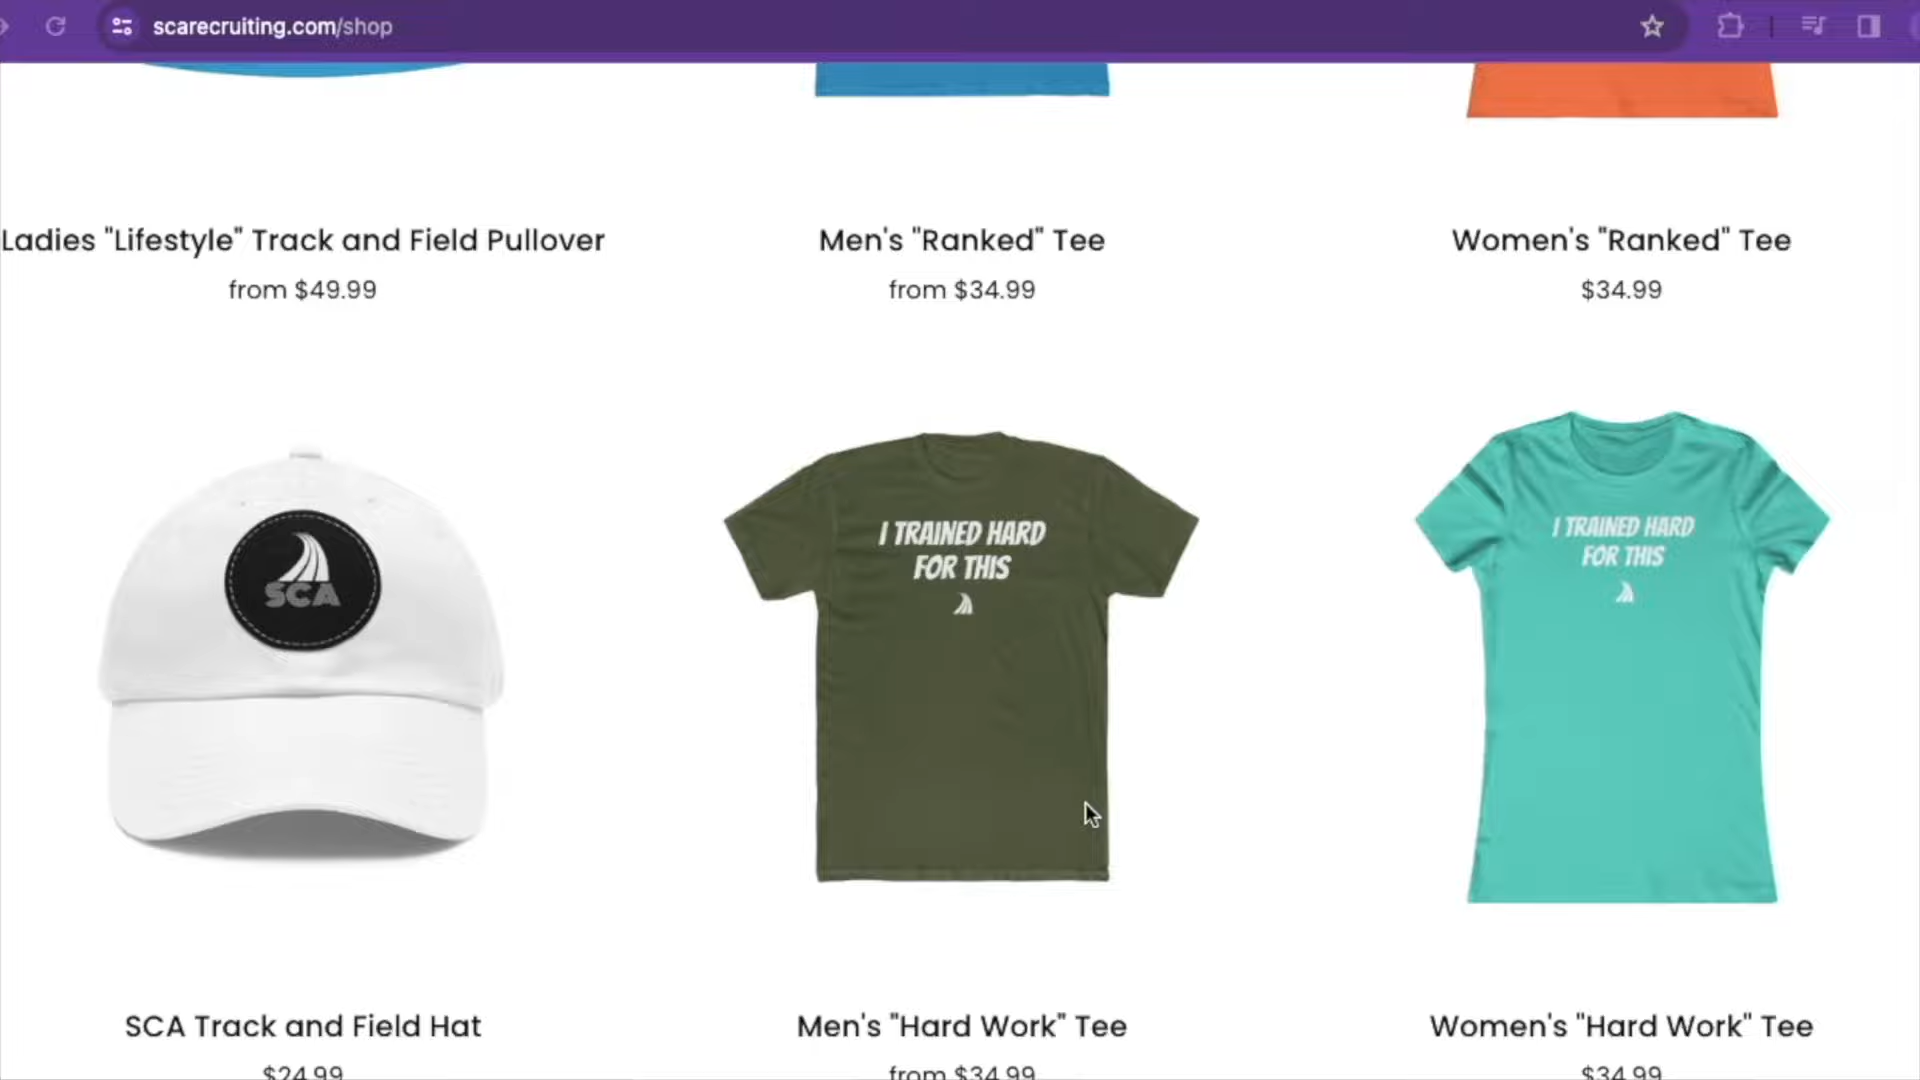 scarecruiting.com/shop
Ladies "Lifestyle" Track and Field Pullover
from $49.99
Men's "Ranked" Tee
from $34.99
Women's "Ranked" Tee
$34.99
SCA
I TRAINED HARD
FOR THIS
I TRAINED HARD
FOR THIS
SCA Track and Field Hat
$24.99
Men's "Hard Work" Tee
from $34.99
Women's "Hard Work" Tee
$34.99